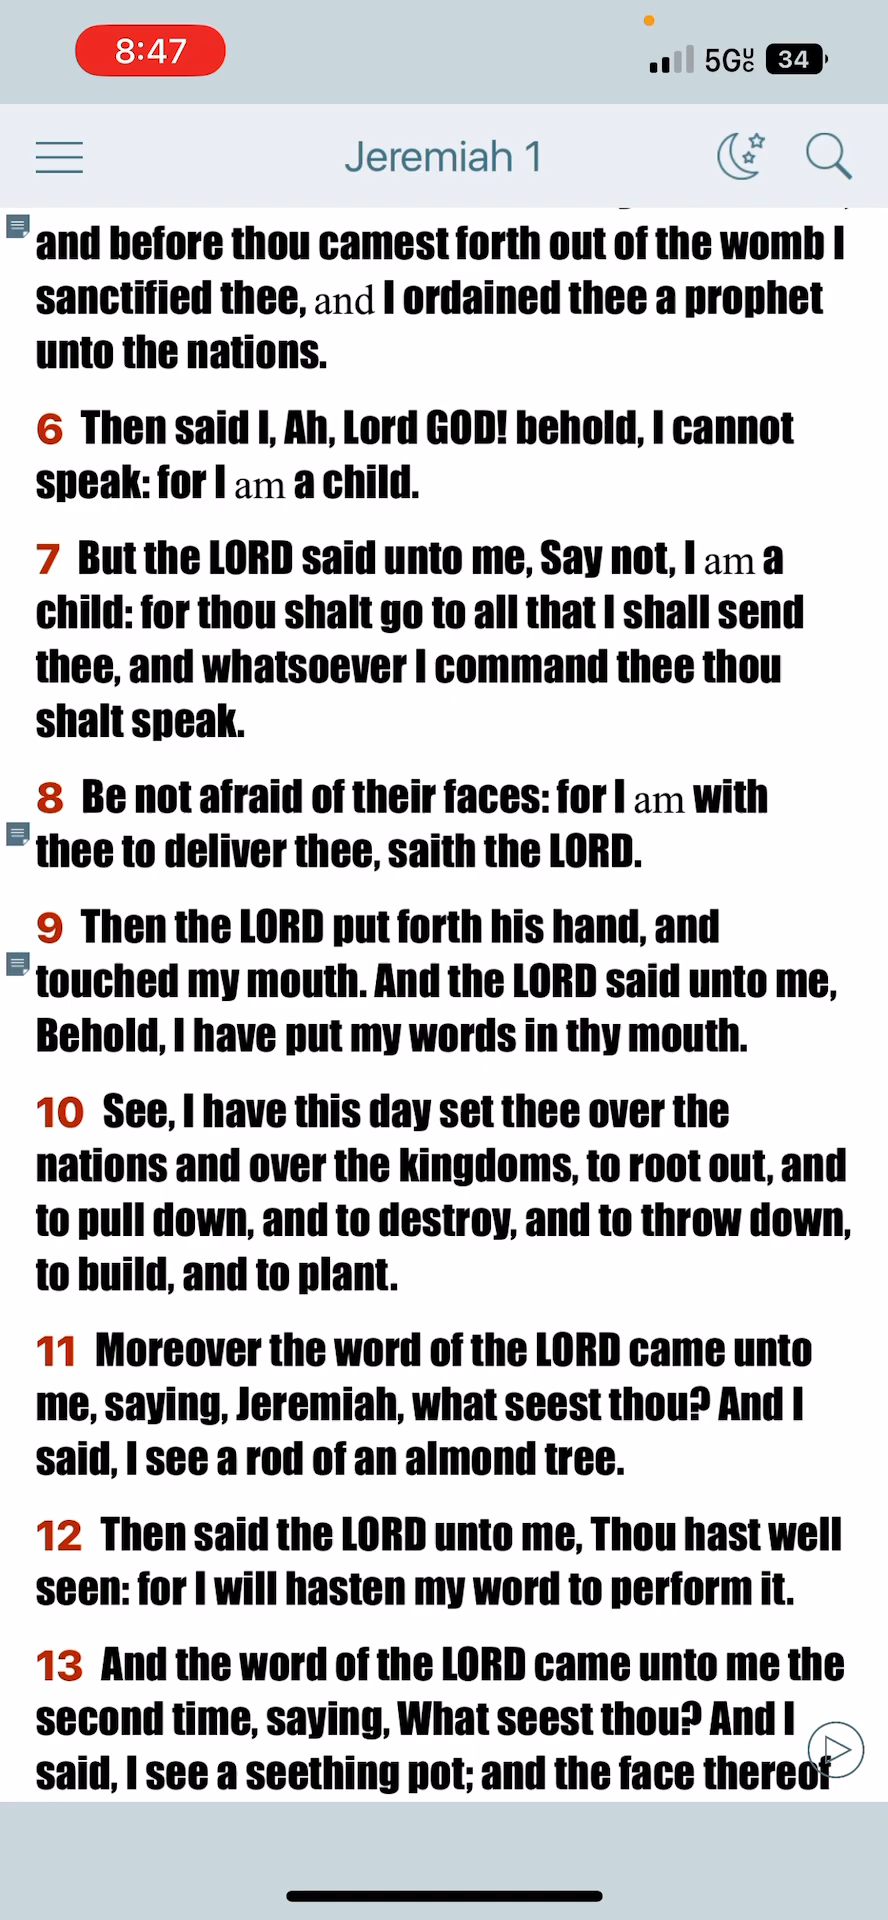 8:47
5G UC 34
Jeremiah 1
and before thou camest forth out of the womb I
sanctified thee, and I ordained thee a prophet
unto the nations.
6 Then said I, Ah, Lord GOD! behold, I cannot
speak: for I am a child.
7 But the LORD said unto me, Say not, I am a
child: for thou shalt go to all that I shall send
thee, and whatsoever I command thee thou
shalt speak.
8 Be not afraid of their faces: for I am with
thee to deliver thee, saith the LORD.
9 Then the LORD put forth his hand, and
touched my mouth. And the LORD said unto me,
Behold, I have put my words in thy mouth.
10 See, I have this day set thee over the
nations and over the kingdoms, to root out, and
to pull down, and to destroy, and to throw down,
to build, and to plant.
11 Moreover the word of the LORD came unto
me, saying, Jeremiah, what seest thou? And I
said, I see a rod of an almond tree.
12 Then said the LORD unto me, Thou hast well
seen: for I will hasten my word to perform it.
13 And the word of the LORD came unto me the
second time, saying, What seest thou? And I
said, I see a seething pot; and the face thereof